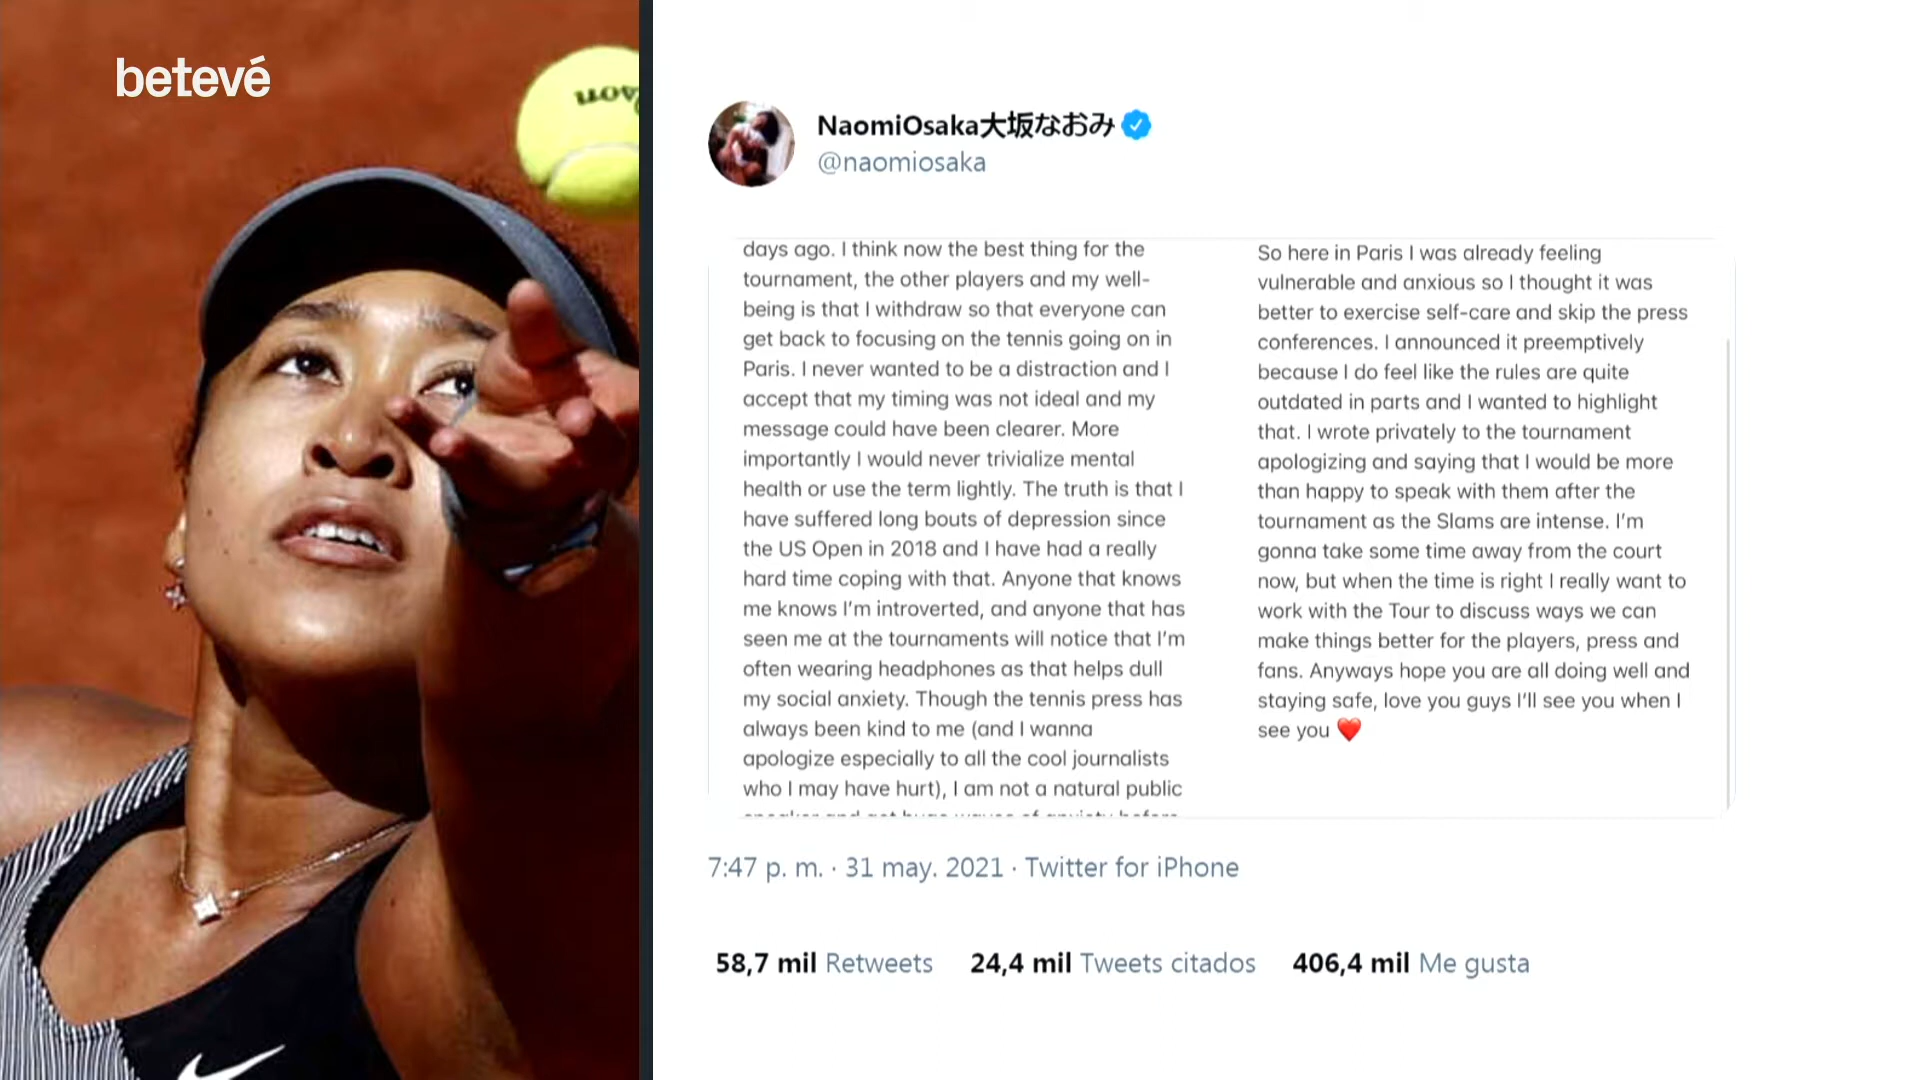 betevé
NaomiOsaka大坂なおみ
@naomiosaka
days ago. I think now the best thing for the
tournament, the other players and my well-
being is that I withdraw so that everyone can
get back to focusing on the tennis going on in
Paris. I never wanted to be a distraction and I
accept that my timing was not ideal and my
message could have been clearer. More
importantly I would never trivialize mental
health or use the term lightly. The truth is that I
have suffered long bouts of depression since
the US Open in 2018 and I have had a really
hard time coping with that. Anyone that knows
me knows I'm introverted, and anyone that has
seen me at the tournaments will notice that I'm
often wearing headphones as that helps dull
my social anxiety. Though the tennis press has
always been kind to me (and I wanna
apologize especially to all the cool journalists
who I may have hurt), I am not a natural public
So here in Paris I was already feeling
vulnerable and anxious so I thought it was
better to exercise self-care and skip the press
conferences. I announced it preemptively
because I do feel like the rules are quite
outdated in parts and I wanted to highlight
that. I wrote privately to the tournament
apologizing and saying that I would be more
than happy to speak with them after the
tournament as the Slams are intense. I'm
gonna take some time away from the court
now, but when the time is right I really want to
work with the Tour to discuss ways we can
make things better for the players, press and
fans. Anyways hope you are all doing well and
staying safe, love you guys I'll see you when I
see you ❤️
7:47 p. m. · 31 may. 2021 · Twitter for iPhone
58,7 mil Retweets 24,4 mil Tweets citados 406,4 mil Me gusta